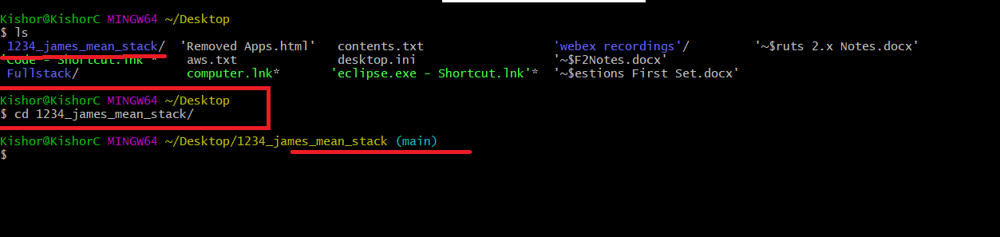 Kishor@KishorC MINGW64 ~/Desktop
$ ls
1234_james_mean_stack/ 'Removed Apps.html' contents.txt 'webex recordings'/ '~$ruts 2.x Notes.docx'
'Code - Shortcut.lnk'* aws.txt desktop.ini '~$F2Notes.docx'
Fullstack/ computer.lnk* 'eclipse.exe - Shortcut.lnk'* '~$estions First Set.docx'
Kishor@KishorC MINGW64 ~/Desktop
$ cd 1234_james_mean_stack/
Kishor@KishorC MINGW64 ~/Desktop/1234_james_mean_stack (main)
$